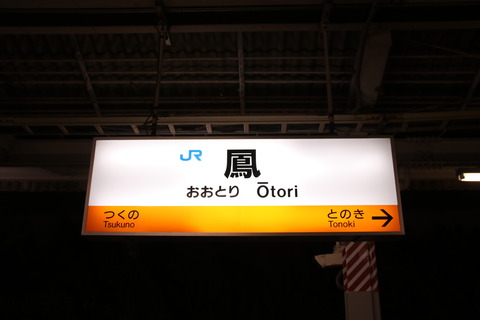 JR 鳳
おおとり Ōtori
つくの とのき →
Tsukuno Tonoki